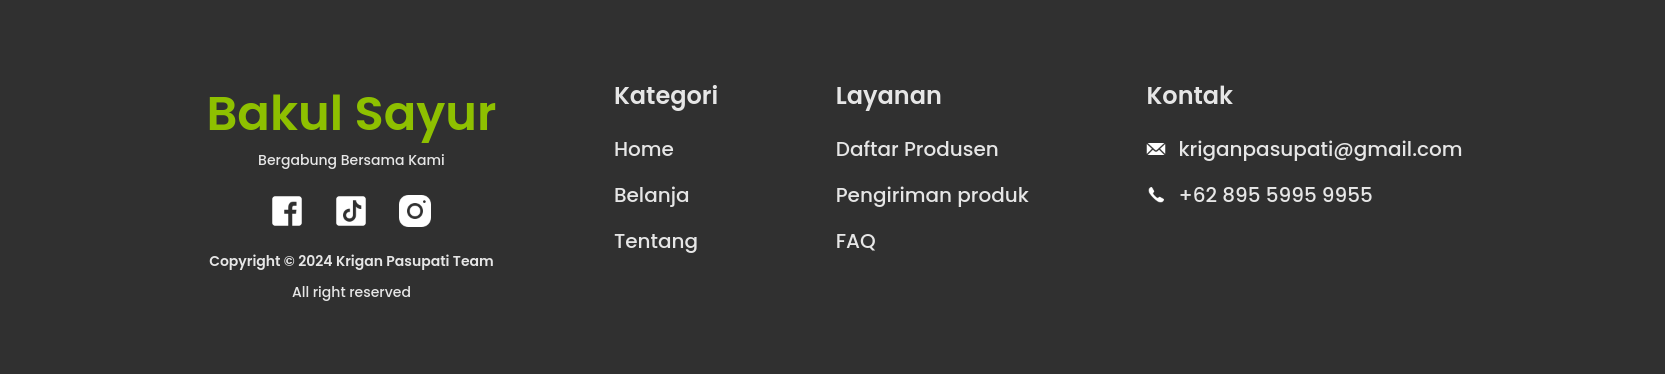 Bakul Sayur
Bergabung Bersama Kami
Copyright © 2024 Krigan Pasupati Team
All right reserved
Kategori
Home
Belanja
Tentang
Layanan
Daftar Produsen
Pengiriman produk
FAQ
Kontak
kriganpasupati@gmail.com
+62 895 5995 9955